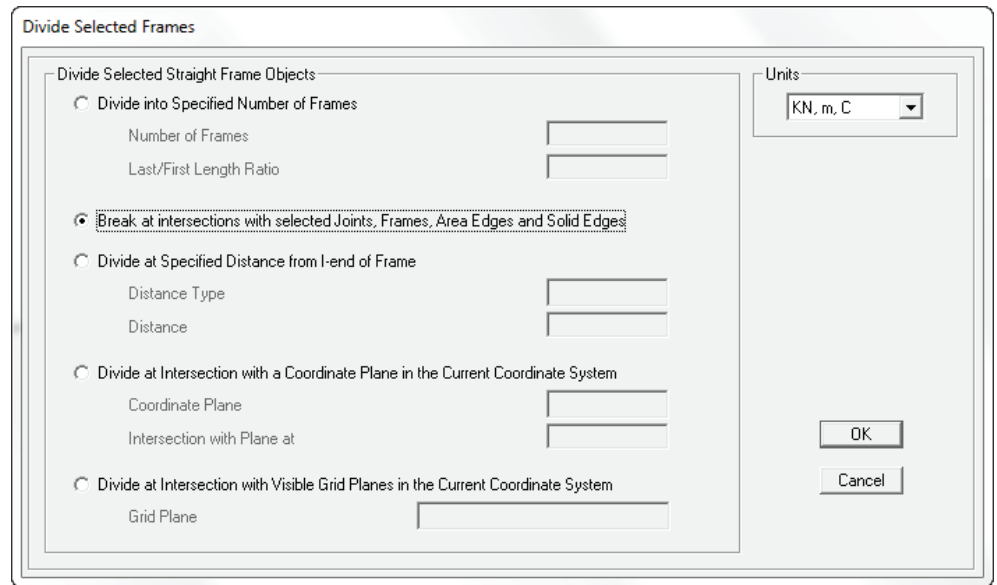 Divide Selected Frames
Divide Selected Straight Frame Objects
Divide into Specified Number of Frames
Number of Frames
Last/First Length Ratio
Break at intersections with selected Joints, Frames, Area Edges and Solid Edges
Divide at Specified Distance from I-end of Frame
Distance Type
Distance
Divide at Intersection with a Coordinate Plane in the Current Coordinate System
Coordinate Plane
Intersection with Plane at
Divide at Intersection with Visible Grid Planes in the Current Coordinate System
Grid Plane
Units
KN, m, C
OK
Cancel